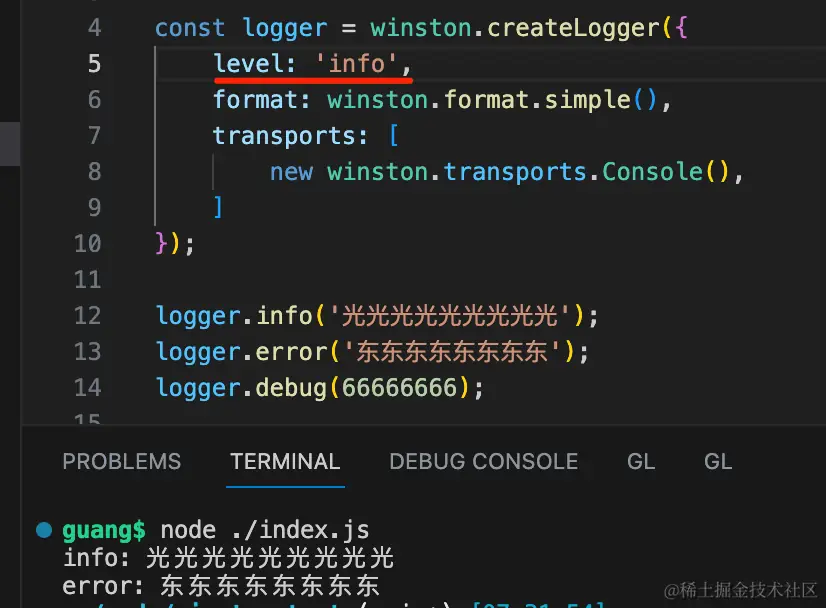 4 const logger = winston.createLogger({
5 level: 'info',
6 format: winston.format.simple(),
7 transports: [
8 new winston.transports.Console(),
9 ]
10 });
11
12 logger.info('光光光光光光光光光');
13 logger.error('东东东东东东东东');
14 logger.debug(66666666);
15
PROBLEMS TERMINAL DEBUG CONSOLE GL GL
guang$ node ./index.js
info: 光光光光光光光光光
error: 东东东东东东东东
@稀土掘金技术社区